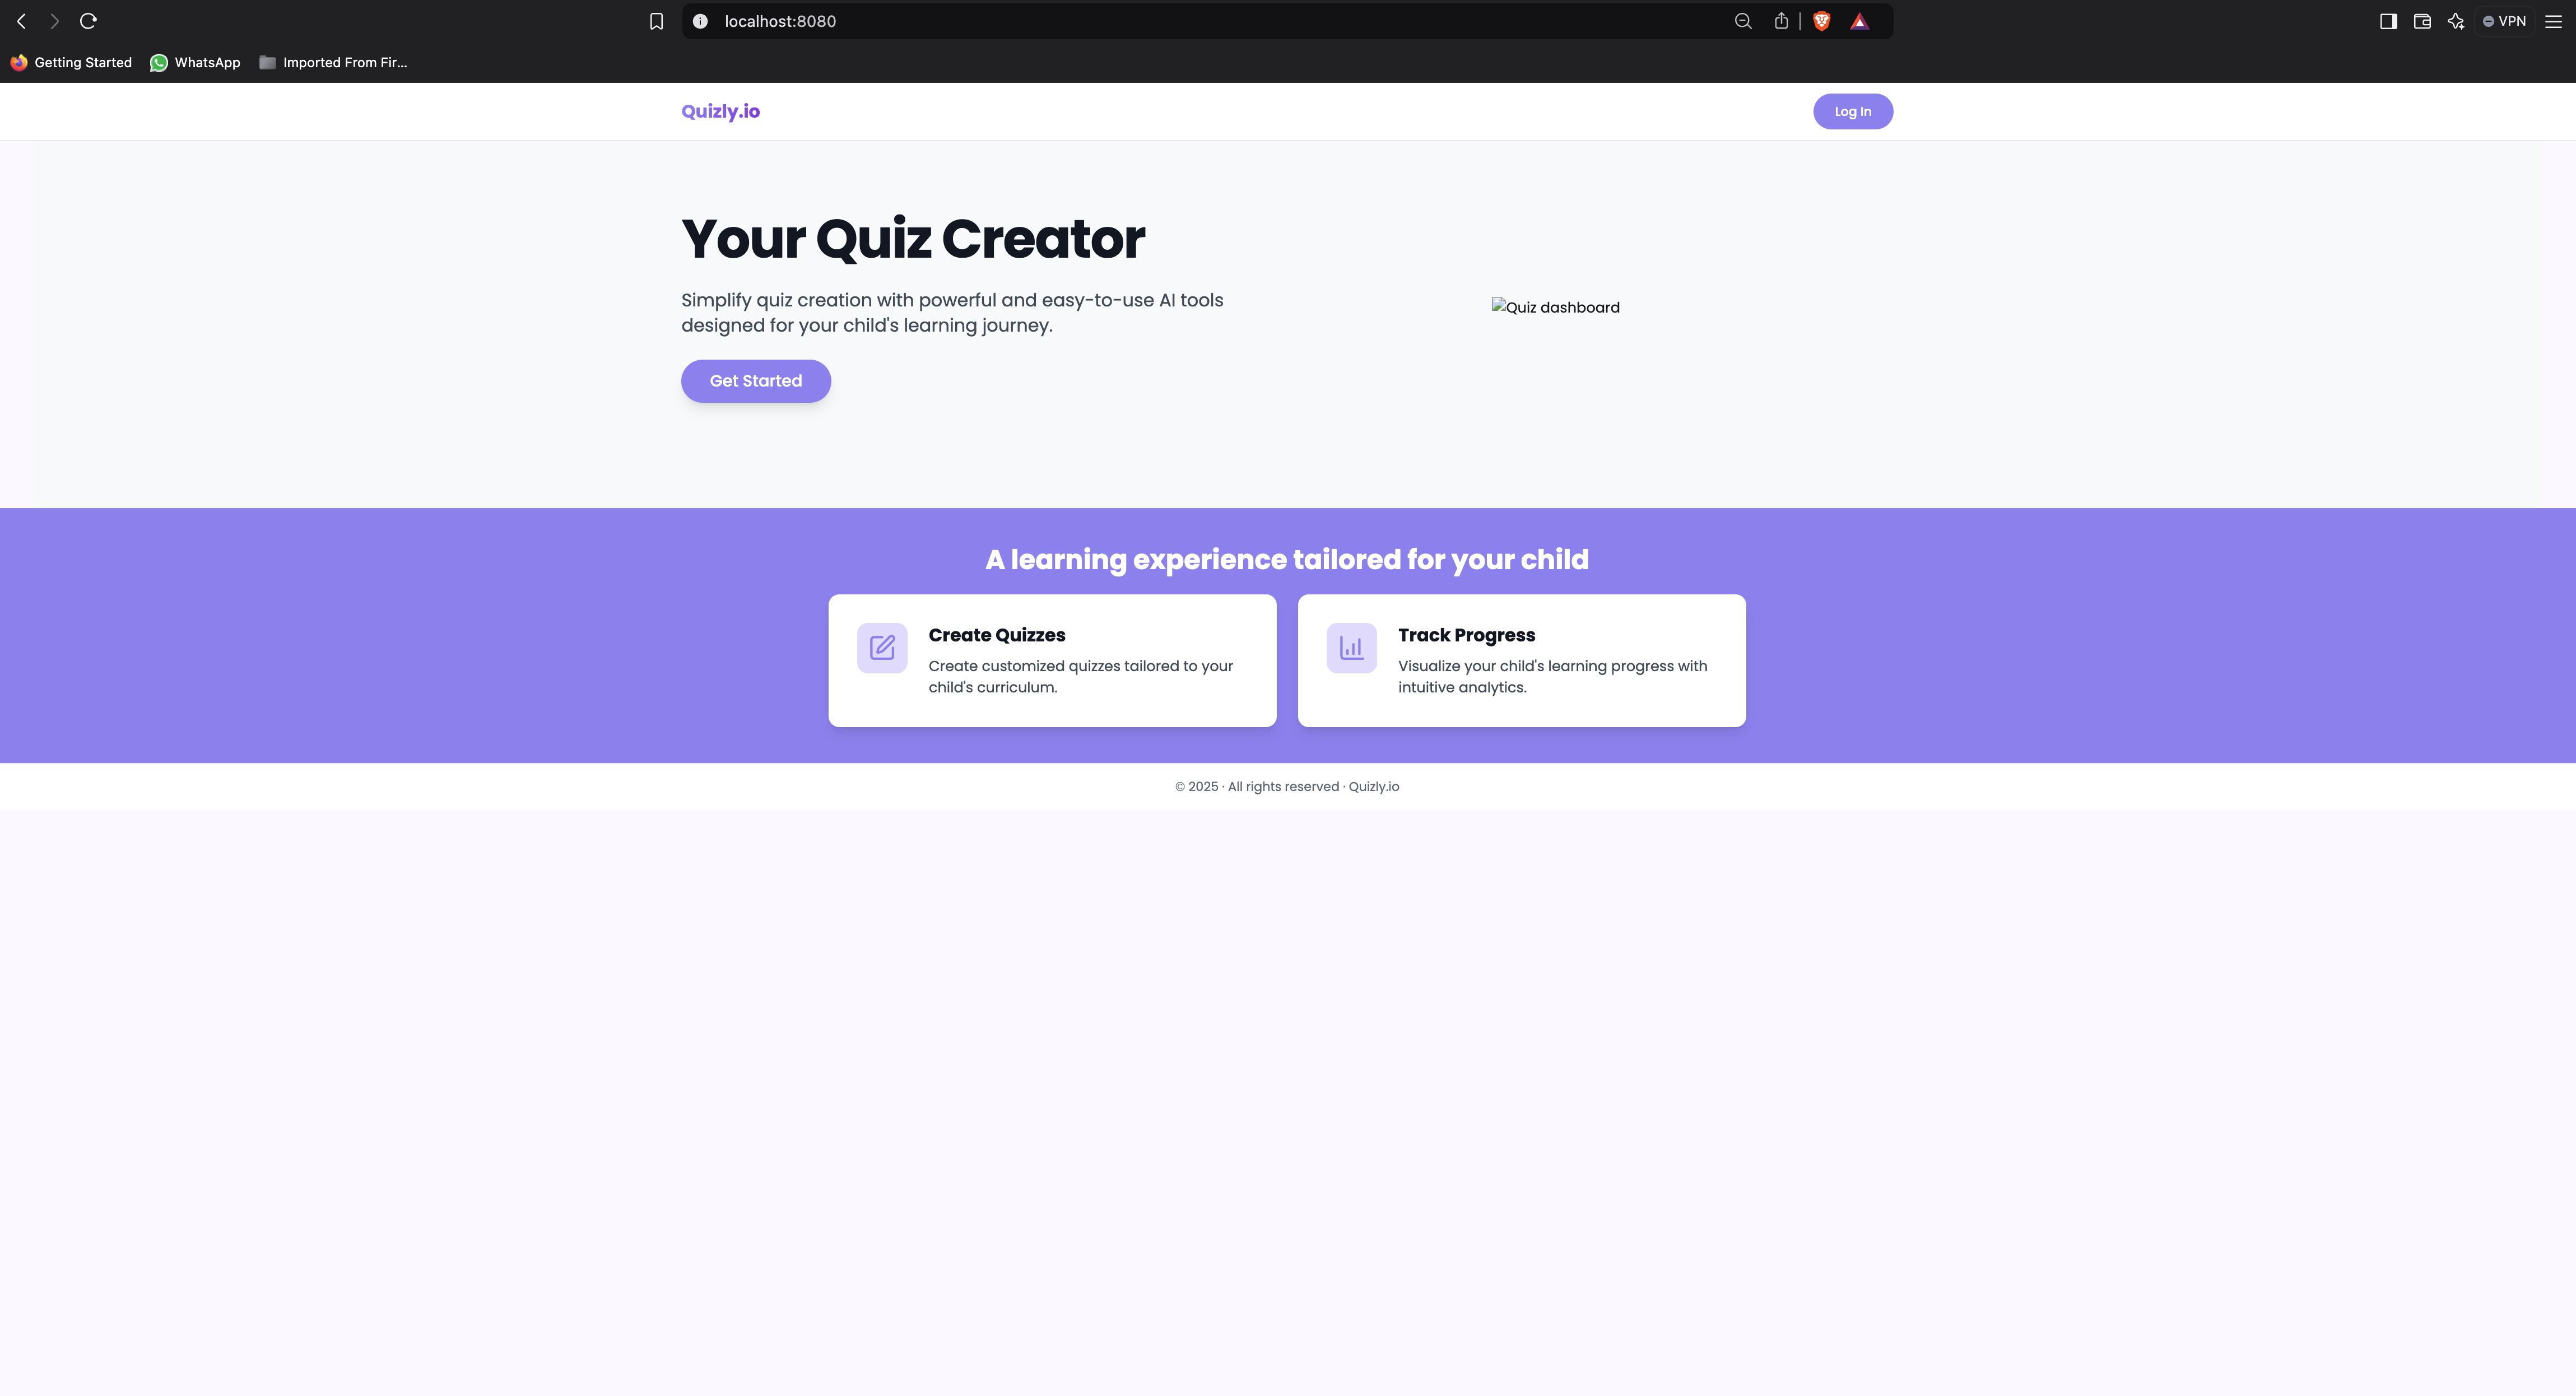 localhost:8080
VPN
Getting Started
WhatsApp
Imported From Fir...
Quizly.io
Log In
Your Quiz Creator
Simplify quiz creation with powerful and easy-to-use AI tools
designed for your child's learning journey.
Quiz dashboard
Get Started
A learning experience tailored for your child
Create Quizzes
Create customized quizzes tailored to your
child's curriculum.
Track Progress
Visualize your child's learning progress with
intuitive analytics.
© 2025 · All rights reserved · Quizly.io